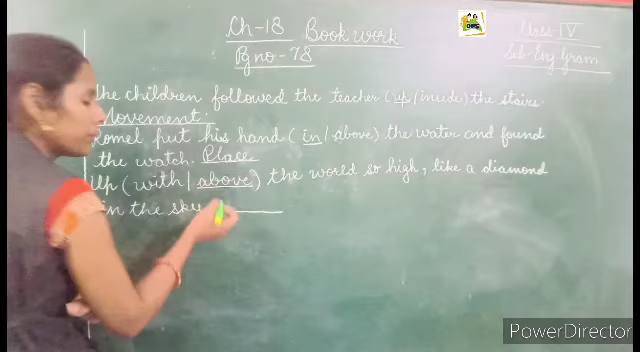 Ch-18 Book work
Pg no-78
Class-IV
Sub-Eng Gram
The children followed the teacher (up/inside) the stairs.
Movement.
Romel put his hand (in/above) the water and found
the watch. Place
Up (with/above) the world so high, like a diamond
in the sky
PowerDirector